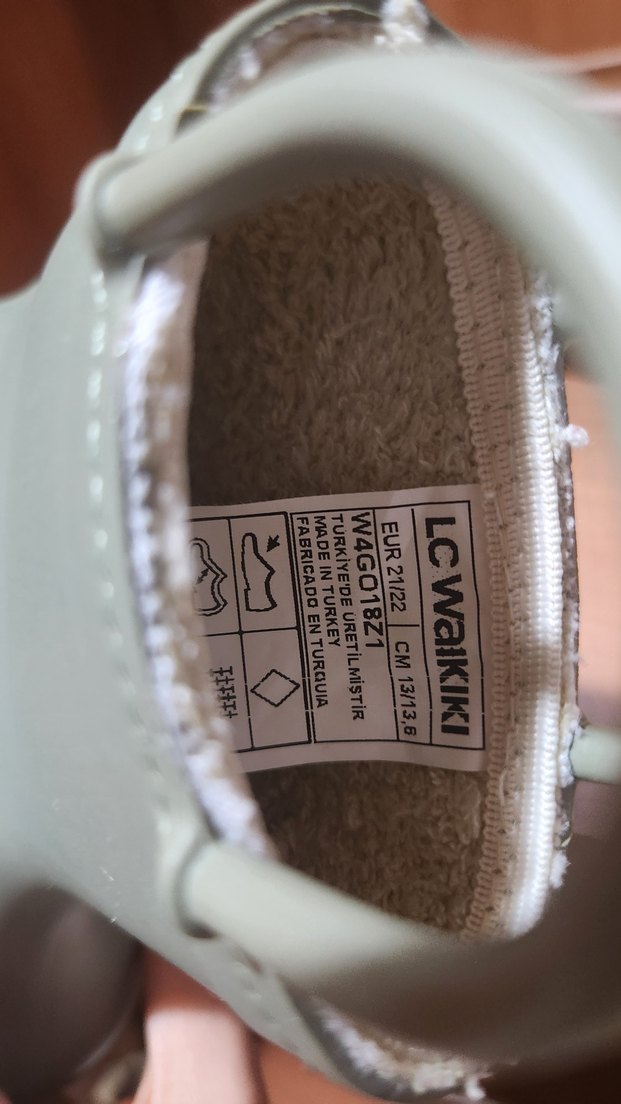 LC WAIKIKI
EUR 21/22 CM 13/13,6
W4G018Z1
TÜRKİYE'DE ÜRETİLMİŞTİR
MADE IN TURKEY
FABRICADO EN TURQUIA